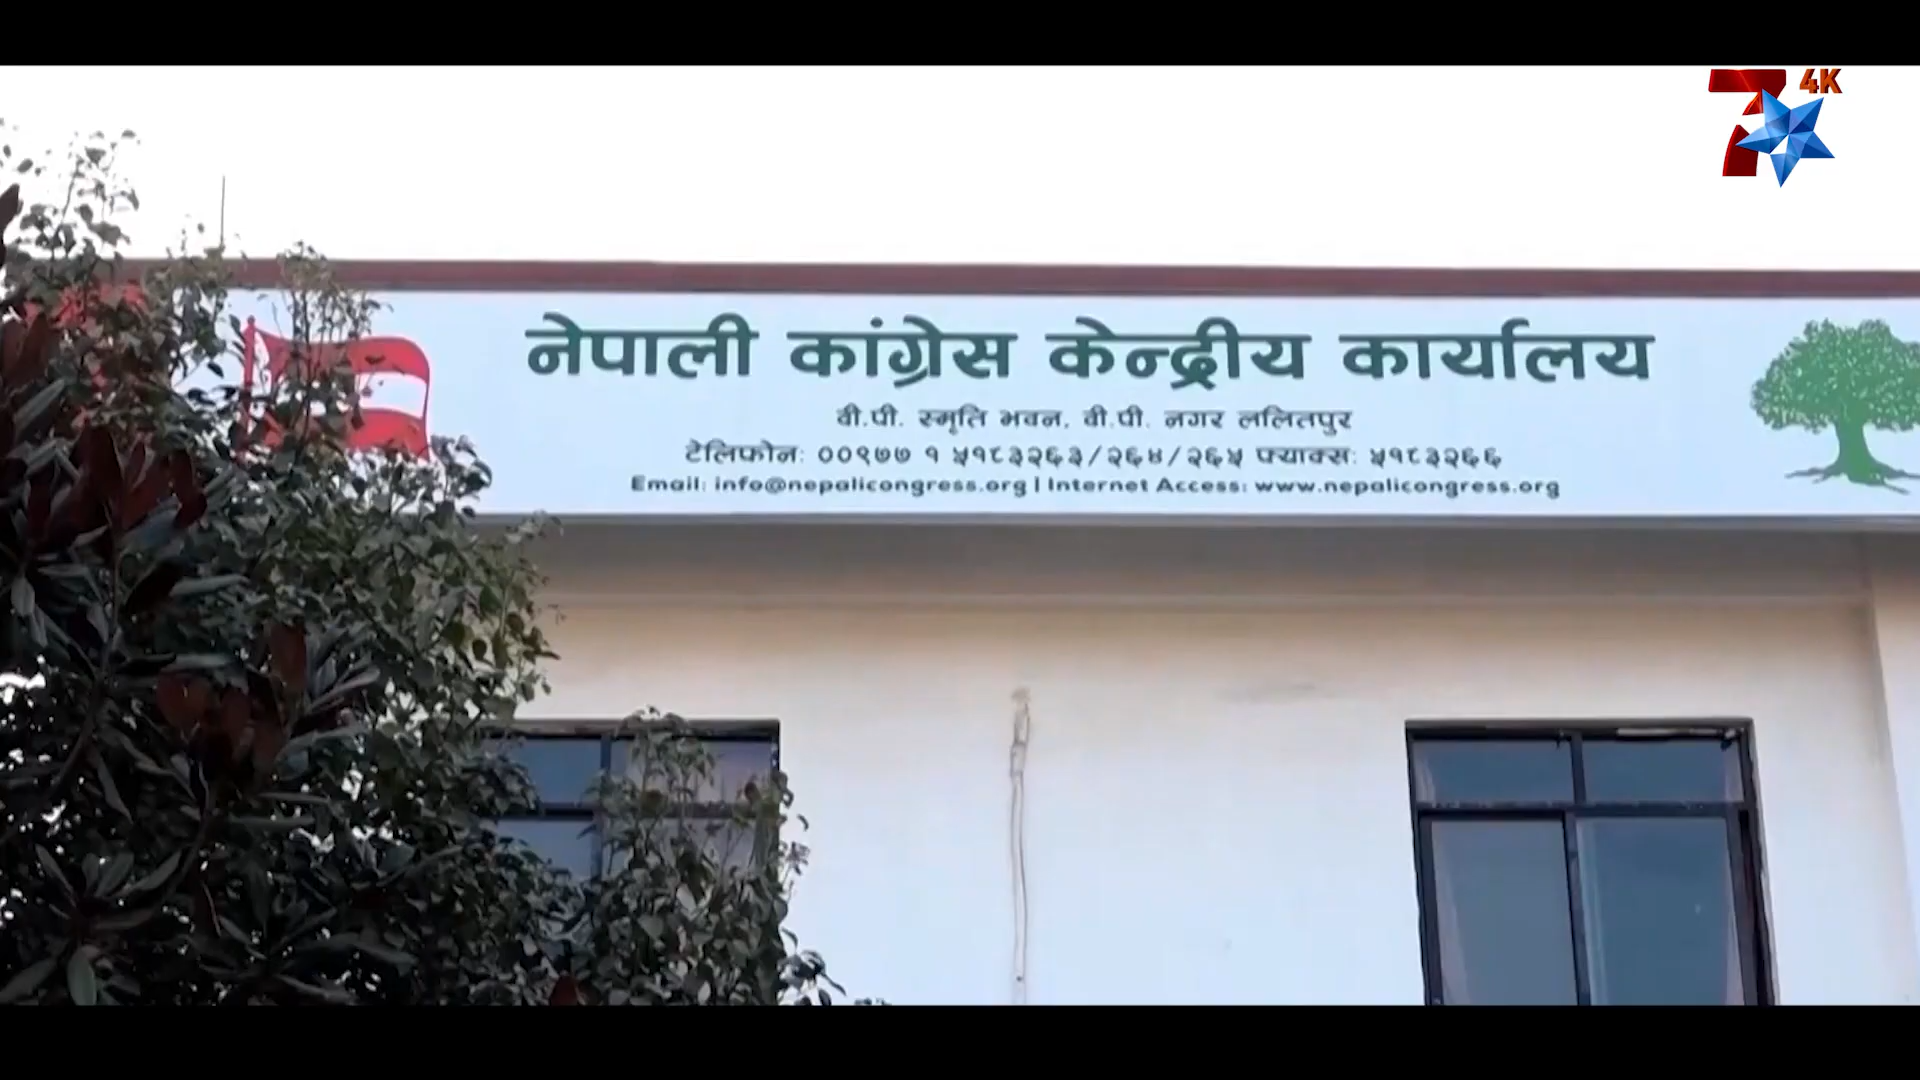 7 4K
नेपाली कांग्रेस केन्द्रीय कार्यालय
वी.पी. स्मृति भवन, वी.पी. नगर ललितपुर
टेलिफोन: ००९७७ १ ५१८३२६३/२६४/२६५ फ्याक्स: ५१८३२६६
Email: info@nepalicongress.org | Internet Access: www.nepalicongress.org